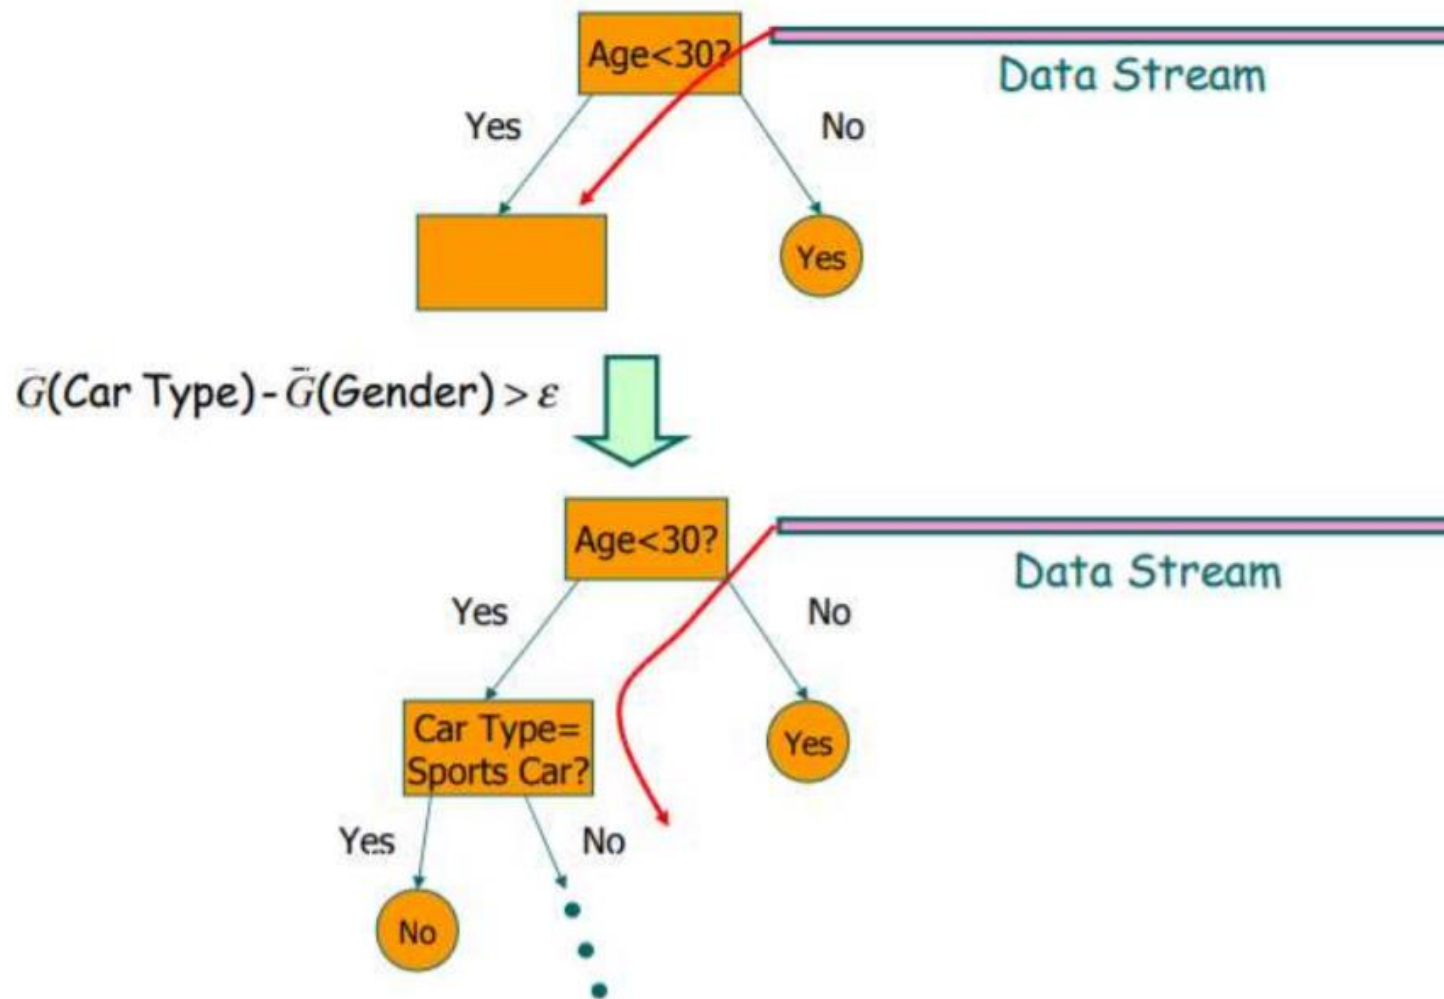 Age<30?
Data Stream
Yes
No
Yes
G̅(Car Type) - G̅(Gender) > ε
Age<30?
Data Stream
Yes
No
Car Type=
Sports Car?
Yes
Yes
No
No